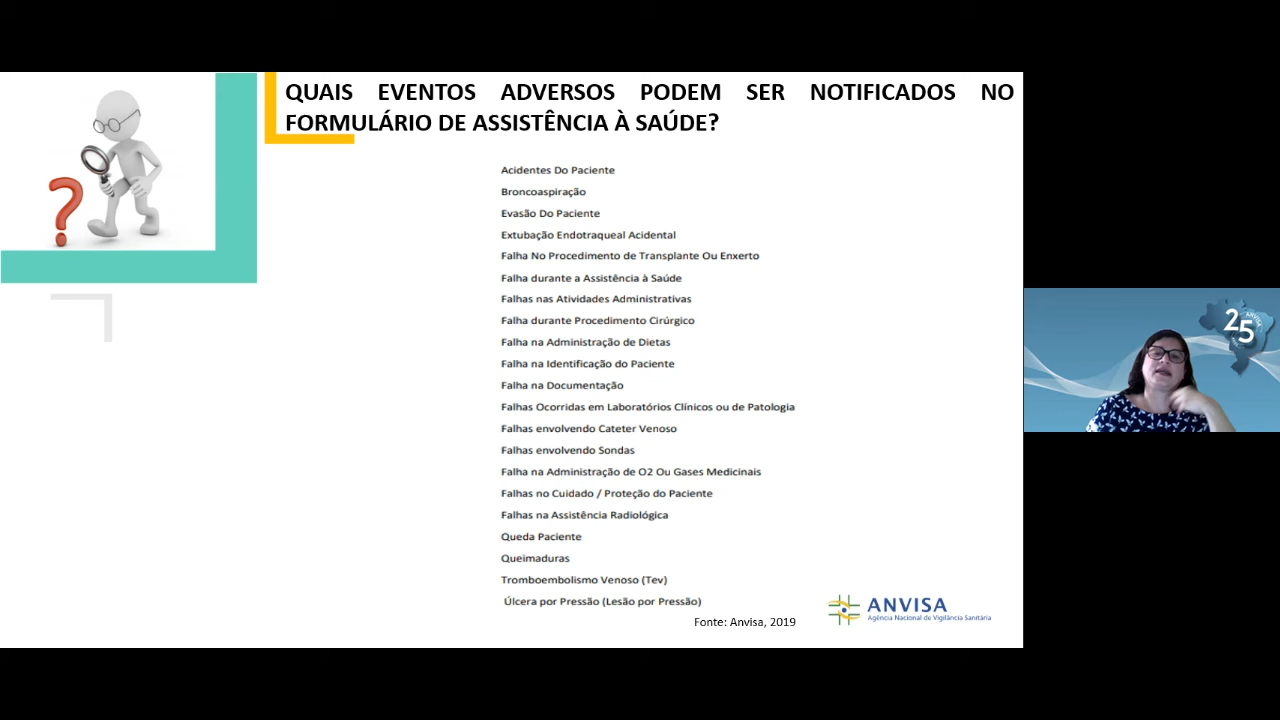 QUAIS EVENTOS ADVERSOS PODEM SER NOTIFICADOS NO
FORMULÁRIO DE ASSISTÊNCIA À SAÚDE?
?
Acidentes Do Paciente
Broncoaspiração
Evasão Do Paciente
Extubação Endotraqueal Acidental
Falha No Procedimento de Transplante Ou Enxerto
Falha durante a Assistência à Saúde
Falhas nas Atividades Administrativas
Falha durante Procedimento Cirúrgico
Falha na Administração de Dietas
Falha na Identificação do Paciente
Falha na Documentação
Falhas Ocorridas em Laboratórios Clínicos ou de Patologia
Falhas envolvendo Cateter Venoso
Falhas envolvendo Sondas
Falha na Administração de O2 Ou Gases Medicinais
Falhas no Cuidado / Proteção do Paciente
Falhas na Assistência Radiológica
Queda Paciente
Queimaduras
Tromboembolismo Venoso (Tev)
Úlcera por Pressão (Lesão por Pressão)
Fonte: Anvisa, 2019
ANVISA
Agência Nacional de Vigilância Sanitária
25
ANVISA